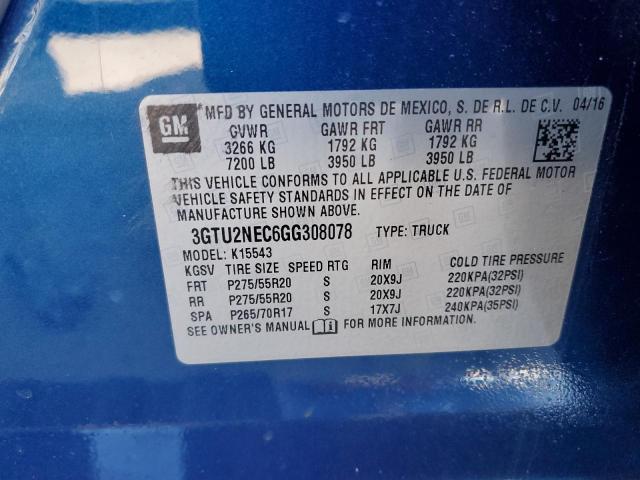 GM
MFD BY GENERAL MOTORS DE MEXICO, S. DE R.L. DE C.V. 04/16
GVWR GAWR FRT GAWR RR
3266 KG 1792 KG 1792 KG
7200 LB 3950 LB 3950 LB
THIS VEHICLE CONFORMS TO ALL APPLICABLE U.S. FEDERAL MOTOR
VEHICLE SAFETY STANDARDS IN EFFECT ON THE DATE OF
MANUFACTURE SHOWN ABOVE.
3GTU2NEC6GG308078 TYPE: TRUCK
MODEL: K15543
KGSV TIRE SIZE SPEED RTG RIM COLD TIRE PRESSURE
FRT P275/55R20 S 20X9J 220KPA(32PSI)
RR P275/55R20 S 20X9J 220KPA(32PSI)
SPA P265/70R17 S 17X7J 240KPA(35PSI)
SEE OWNER'S MANUAL FOR MORE INFORMATION.